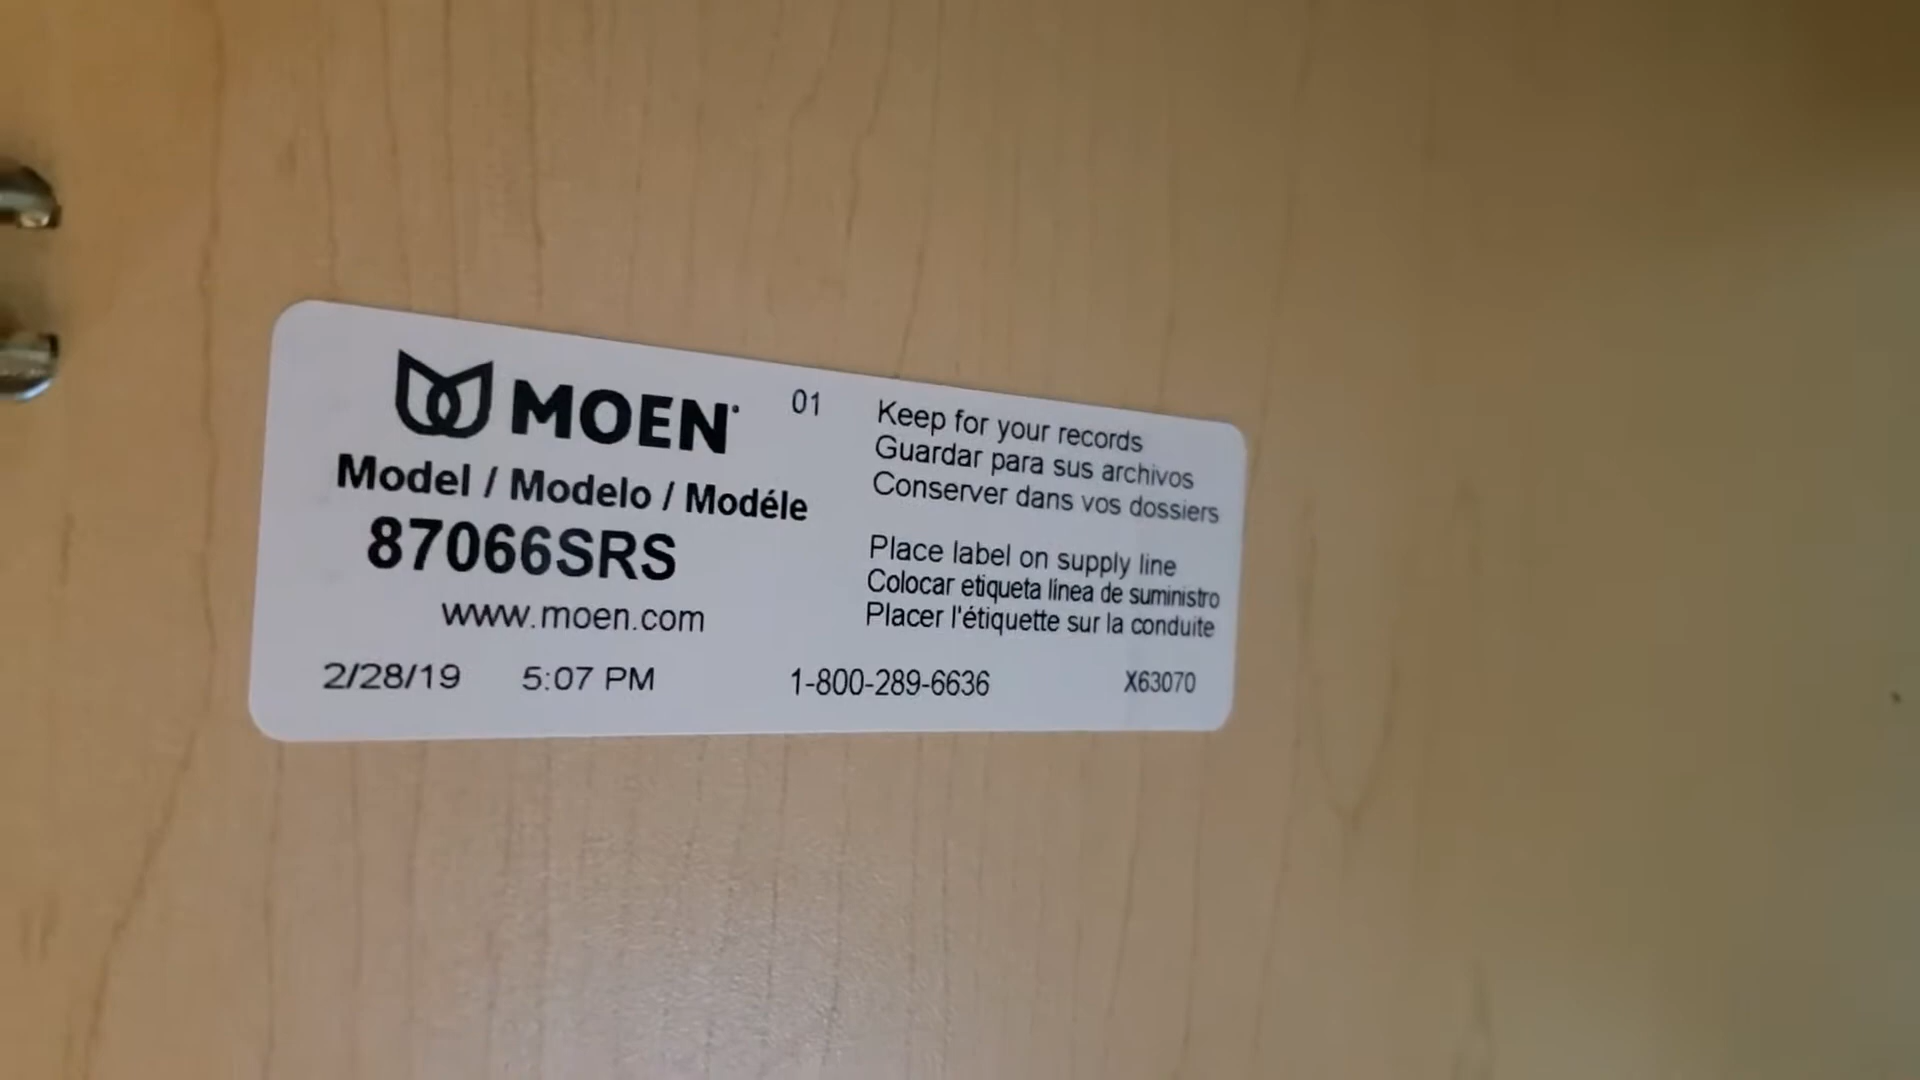 MOEN
01
Model / Modelo / Modéle
87066SRS
www.moen.com
2/28/19 5:07 PM
Keep for your records
Guardar para sus archivos
Conserver dans vos dossiers
Place label on supply line
Colocar etiqueta línea de suministro
Placer l'étiquette sur la conduite
1-800-289-6636 X63070